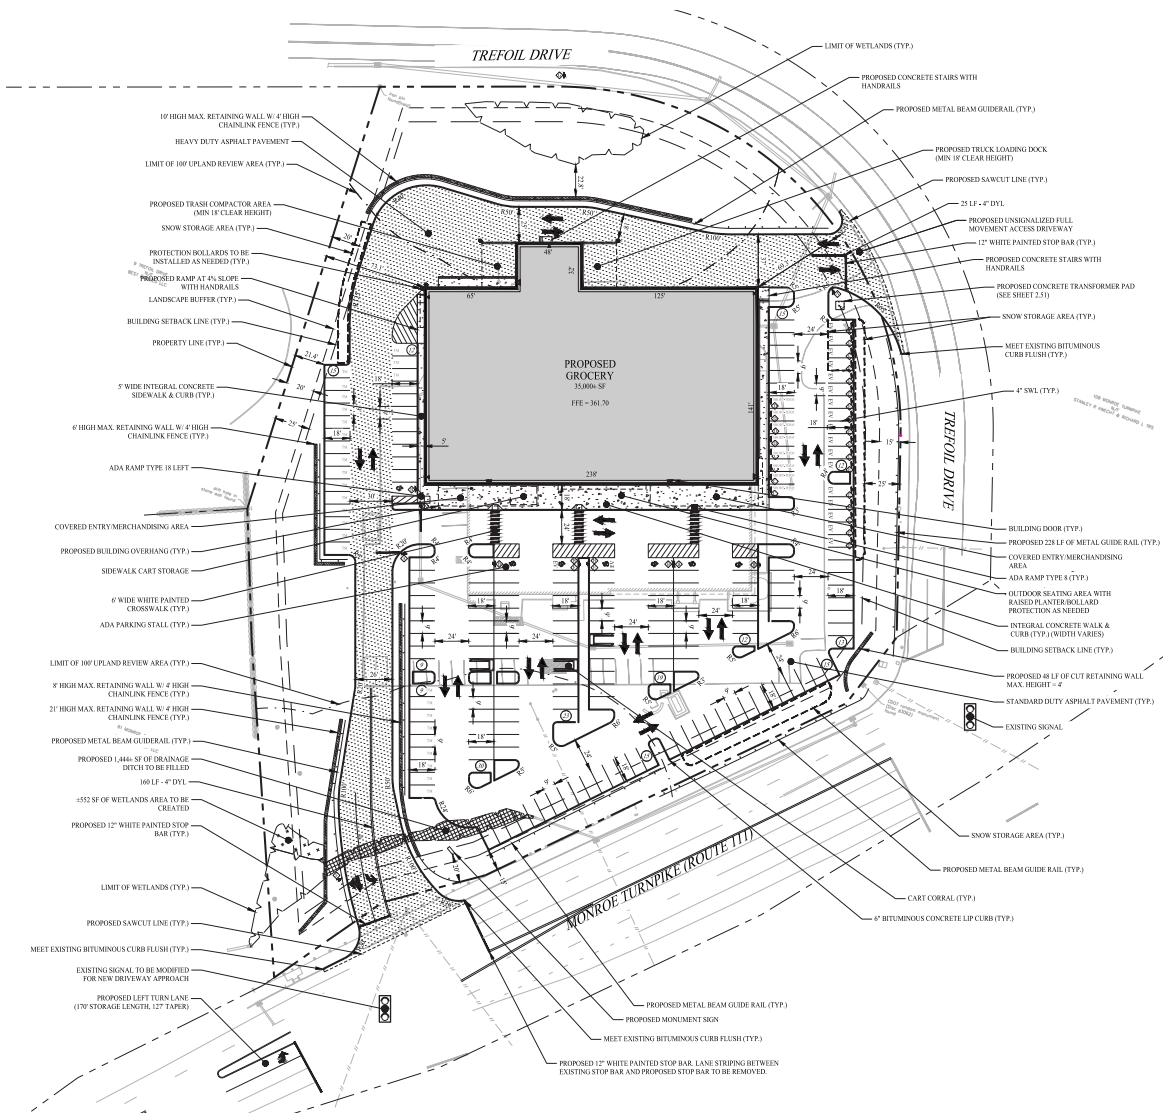 TREFOIL DRIVE
LIMIT OF WETLANDS (TYP.)
PROPOSED CONCRETE STAIRS WITH
HANDRAILS
PROPOSED METAL BEAM GUIDERAIL (TYP.)
PROPOSED TRUCK LOADING DOCK
(MIN 18' CLEAR HEIGHT)
PROPOSED SAWCUT LINE (TYP.)
25 LF - 4" DYL
PROPOSED UNSIGNALIZED FULL
MOVEMENT ACCESS DRIVEWAY
12" WHITE PAINTED STOP BAR (TYP.)
PROPOSED CONCRETE STAIRS WITH
HANDRAILS
PROPOSED CONCRETE TRANSFORMER PAD
(SEE SHEET 2.51)
SNOW STORAGE AREA (TYP.)
MEET EXISTING BITUMINOUS
CURB FLUSH (TYP.)
4" SWL (TYP.)
TREFOIL DRIVE
BUILDING DOOR (TYP.)
PROPOSED 228 LF OF METAL GUIDE RAIL (TYP.)
COVERED ENTRY/MERCHANDISING
AREA
ADA RAMP TYPE 8 (TYP.)
OUTDOOR SEATING AREA WITH
RAISED PLANTER/BOLLARD
PROTECTION AS NEEDED
INTEGRAL CONCRETE WALK &
CURB (TYP.) (WIDTH VARIES)
BUILDING SETBACK LINE (TYP.)
PROPOSED 48 LF OF CUT RETAINING WALL
MAX. HEIGHT = 4'
STANDARD DUTY ASPHALT PAVEMENT (TYP.)
EXISTING SIGNAL
SNOW STORAGE AREA (TYP.)
PROPOSED METAL BEAM GUIDE RAIL (TYP.)
CART CORRAL (TYP.)
6" BITUMINOUS CONCRETE LIP CURB (TYP.)
10' HIGH MAX. RETAINING WALL W/ 4' HIGH
CHAINLINK FENCE (TYP.)
HEAVY DUTY ASPHALT PAVEMENT
LIMIT OF 100' UPLAND REVIEW AREA (TYP.)
PROPOSED TRASH COMPACTOR AREA
(MIN 18' CLEAR HEIGHT)
SNOW STORAGE AREA (TYP.)
PROTECTION BOLLARDS TO BE
INSTALLED AS NEEDED (TYP.)
PROPOSED RAMP AT 4% SLOPE
WITH HANDRAILS
LANDSCAPE BUFFER (TYP.)
BUILDING SETBACK LINE (TYP.)
PROPERTY LINE (TYP.)
5' WIDE INTEGRAL CONCRETE
SIDEWALK & CURB (TYP.)
6' HIGH MAX. RETAINING WALL W/ 4' HIGH
CHAINLINK FENCE (TYP.)
ADA RAMP TYPE 18 LEFT
COVERED ENTRY/MERCHANDISING AREA
PROPOSED BUILDING OVERHANG (TYP.)
SIDEWALK CART STORAGE
6' WIDE WHITE PAINTED
CROSSWALK (TYP.)
ADA PARKING STALL (TYP.)
LIMIT OF 100' UPLAND REVIEW AREA (TYP.)
8' HIGH MAX. RETAINING WALL W/ 4' HIGH
CHAINLINK FENCE (TYP.)
21' HIGH MAX. RETAINING WALL W/ 4' HIGH
CHAINLINK FENCE (TYP.)
PROPOSED METAL BEAM GUIDERAIL (TYP.)
PROPOSED 1,444± SF OF DRAINAGE
DITCH TO BE FILLED
160 LF - 4" DYL
±552 SF OF WETLANDS AREA TO BE
CREATED
PROPOSED 12" WHITE PAINTED STOP
BAR (TYP.)
LIMIT OF WETLANDS (TYP.)
PROPOSED SAWCUT LINE (TYP.)
MEET EXISTING BITUMINOUS CURB FLUSH (TYP.)
EXISTING SIGNAL TO BE MODIFIED
FOR NEW DRIVEWAY APPROACH
PROPOSED LEFT TURN LANE
(170' STORAGE LENGTH, 127' TAPER)
PROPOSED
GROCERY
35,000± SF
FFE = 361.70
22.8'
48'
52'
65'
125'
141'
238'
5'
R50'
R50'
R100'
26'
21.4'
20'
25'
30'
15'
25'
MONROE TURNPIKE (ROUTE 111)
PROPOSED METAL BEAM GUIDE RAIL (TYP.)
PROPOSED MONUMENT SIGN
MEET EXISTING BITUMINOUS CURB FLUSH (TYP.)
PROPOSED 12" WHITE PAINTED STOP BAR. LANE STRIPING BETWEEN
EXISTING STOP BAR AND PROPOSED STOP BAR TO BE REMOVED.